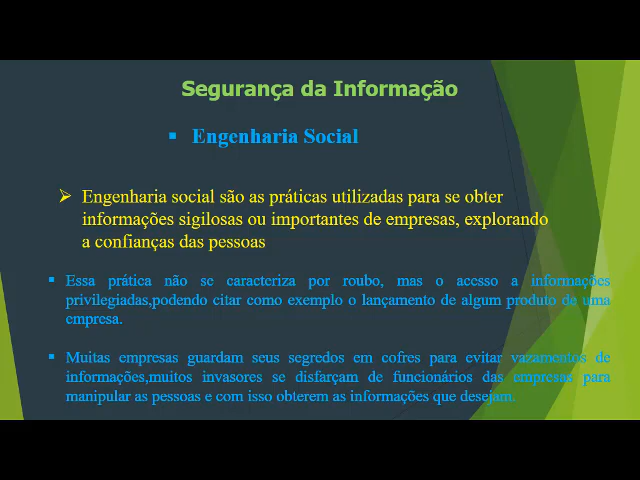 Segurança da Informação
▪ Engenharia Social
➢ Engenharia social são as práticas utilizadas para se obter
informações sigilosas ou importantes de empresas, explorando
a confianças das pessoas
▪ Essa prática não se caracteriza por roubo, mas o acesso a informações
privilegiadas,podendo citar como exemplo o lançamento de algum produto de uma
empresa.
▪ Muitas empresas guardam seus segredos em cofres para evitar vazamentos de
informações,muitos invasores se disfarçam de funcionários das empresas para
manipular as pessoas e com isso obterem as informações que desejam.